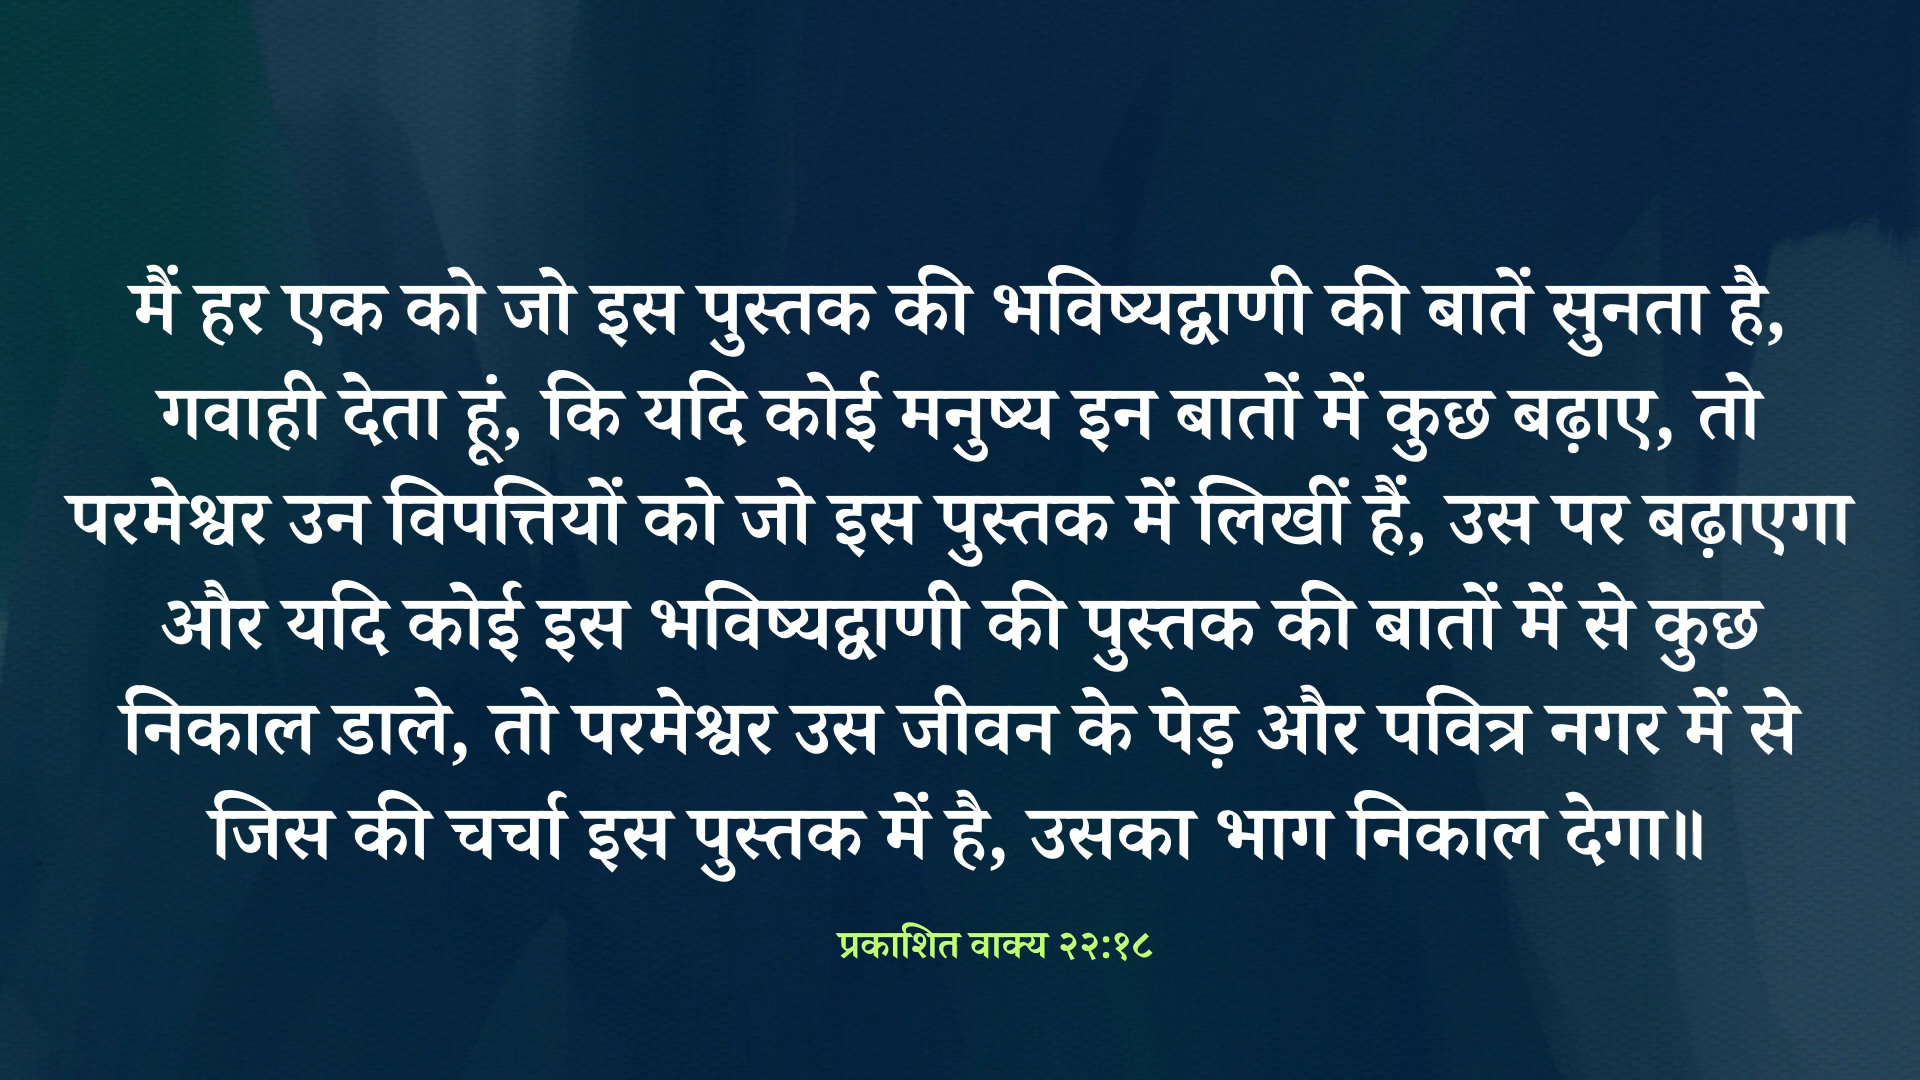 मैं हर एक को जो इस पुस्तक की भविष्यद्वाणी की बातें सुनता है,
गवाही देता हूं, कि यदि कोई मनुष्य इन बातों में कुछ बढ़ाए, तो
परमेश्वर उन विपत्तियों को जो इस पुस्तक में लिखीं हैं, उस पर बढ़ाएगा
और यदि कोई इस भविष्यद्वाणी की पुस्तक की बातों में से कुछ
निकाल डाले, तो परमेश्वर उस जीवन के पेड़ और पवित्र नगर में से
जिस की चर्चा इस पुस्तक में है, उसका भाग निकाल देगा॥
प्रकाशित वाक्य २२:१८